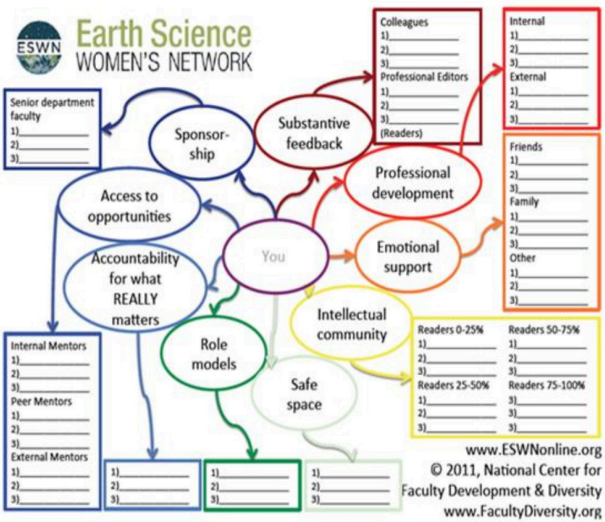 ESWN
Earth Science
WOMEN'S NETWORK
Colleagues
1)
2)
3)
Professional Editors
1)
2)
3)
(Readers)
Internal
1)
2)
3)
External
1)
2)
3)
Senior department
faculty
1)
2)
3)
Sponsor-
ship
Substantive
feedback
Professional
development
Friends
1)
2)
3)
Family
1)
2)
3)
Other
1)
2)
3)
Access to
opportunities
You
Emotional
support
Accountability
for what
REALLY
matters
Intellectual
community
Role
models
Safe
space
Readers 0-25%
1)
2)
3)
Readers 25-50%
1)
2)
3)
Readers 50-75%
1)
2)
3)
Readers 75-100%
3)
3)
3)
Internal Mentors
1)
2)
3)
Peer Mentors
1)
2)
3)
External Mentors
1)
2)
3)
1)
2)
3)
1)
2)
3)
1)
2)
3)
www.ESWNonline.org
© 2011, National Center for
Faculty Development & Diversity
www.FacultyDiversity.org